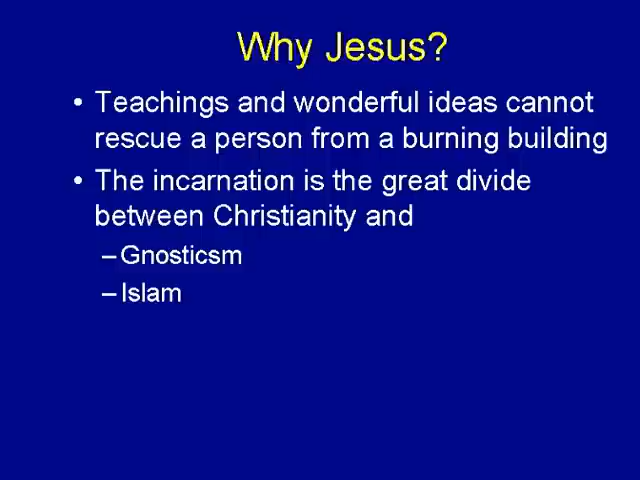 Why Jesus?
• Teachings and wonderful ideas cannot
rescue a person from a burning building
• The incarnation is the great divide
between Christianity and
– Gnosticsm
– Islam